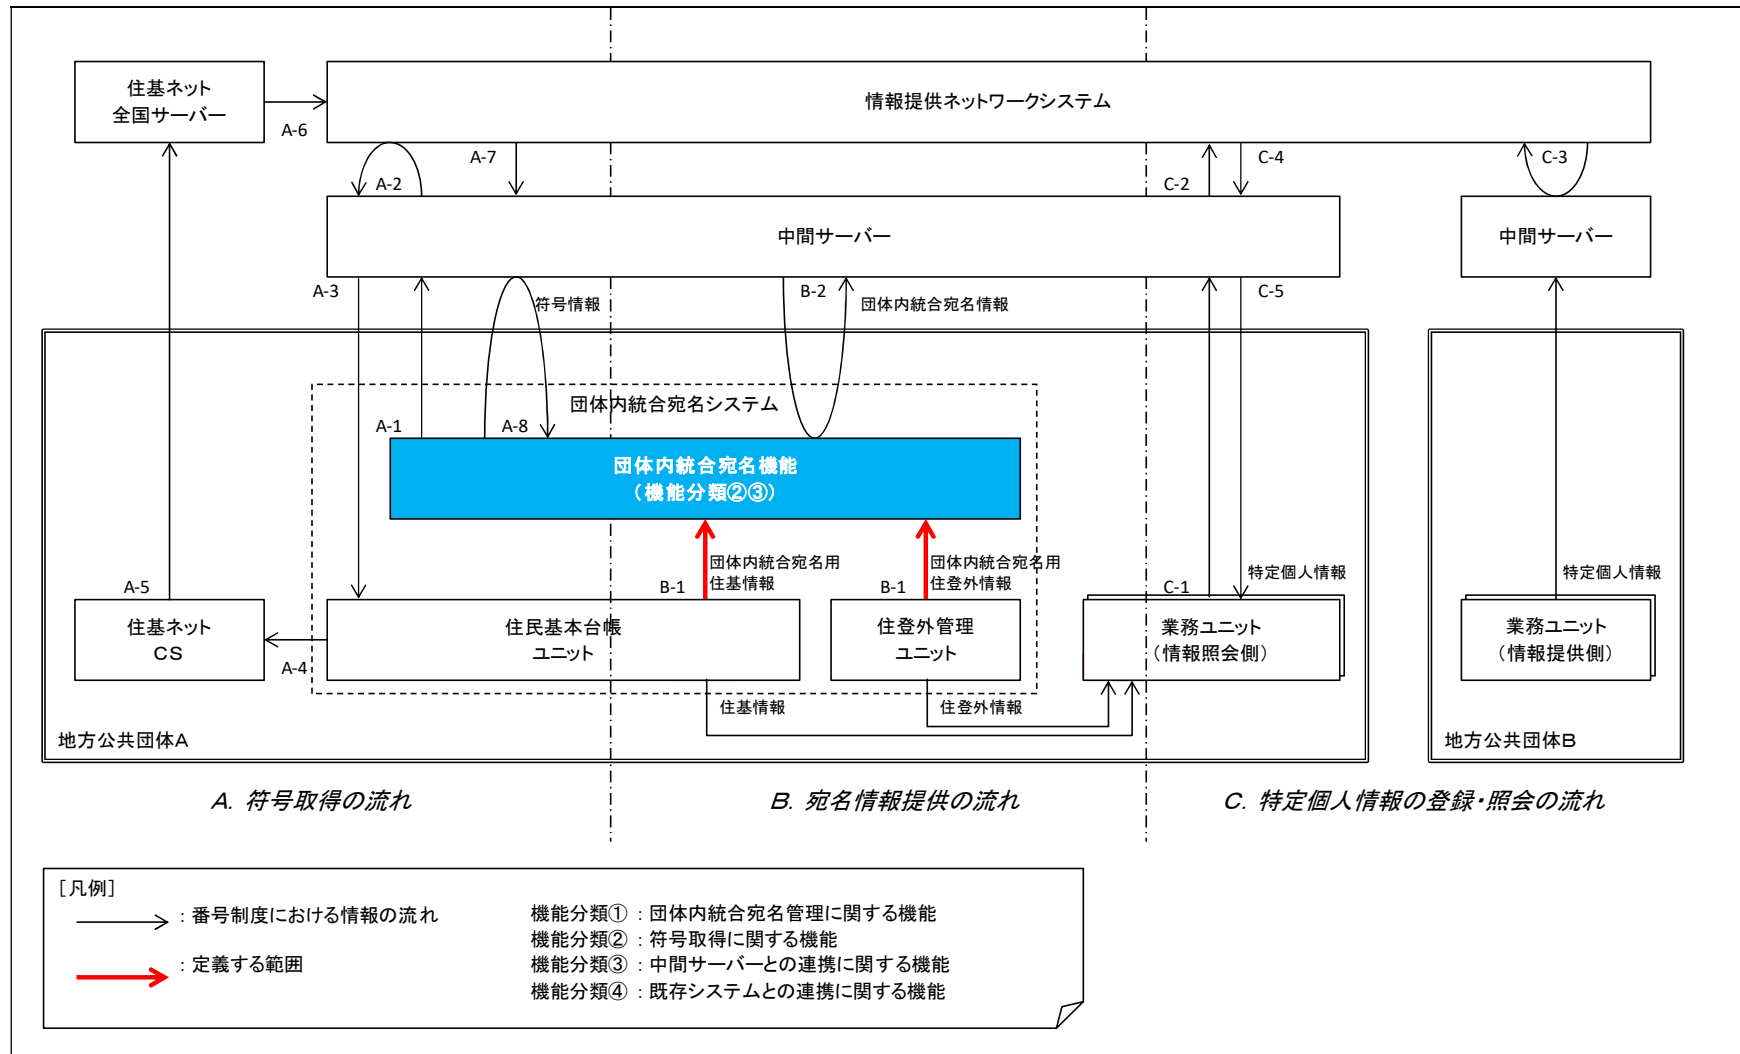 住基ネット
全国サーバー
A-6
情報提供ネットワークシステム
A-7
A-2
C-2
C-4
C-3
中間サーバー
中間サーバー
A-3
符号情報
B-2
団体内統合宛名情報
C-5
団体内統合宛名システム
A-1
A-8
団体内統合宛名機能
（機能分類②③）
団体内統合宛名用
住基情報
B-1
団体内統合宛名用
住登外情報
B-1
特定個人情報
C-1
特定個人情報
A-5
住基ネット
CS
A-4
住民基本台帳
ユニット
住登外管理
ユニット
業務ユニット
（情報照会側）
業務ユニット
（情報提供側）
住基情報
住登外情報
地方公共団体A
地方公共団体B
A．符号取得の流れ
B．宛名情報提供の流れ
C．特定個人情報の登録・照会の流れ
［凡例］
：番号制度における情報の流れ
：定義する範囲
機能分類①：団体内統合宛名管理に関する機能
機能分類②：符号取得に関する機能
機能分類③：中間サーバーとの連携に関する機能
機能分類④：既存システムとの連携に関する機能